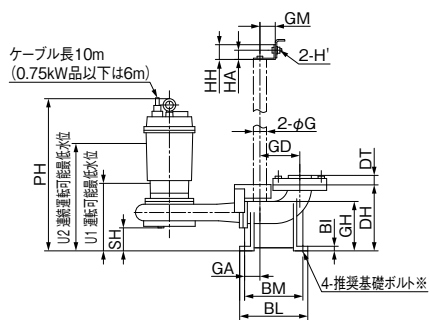 GM
ケーブル長10m
(0.75kW品以下は6m)
2-H'
HH
HA
2-φG
GD
DT
PH
U2 連続運転可能最低水位
U1 運転可能最低水位
SH
BI
GH
DH
GA
BM
4-推奨基礎ボルト※
BL